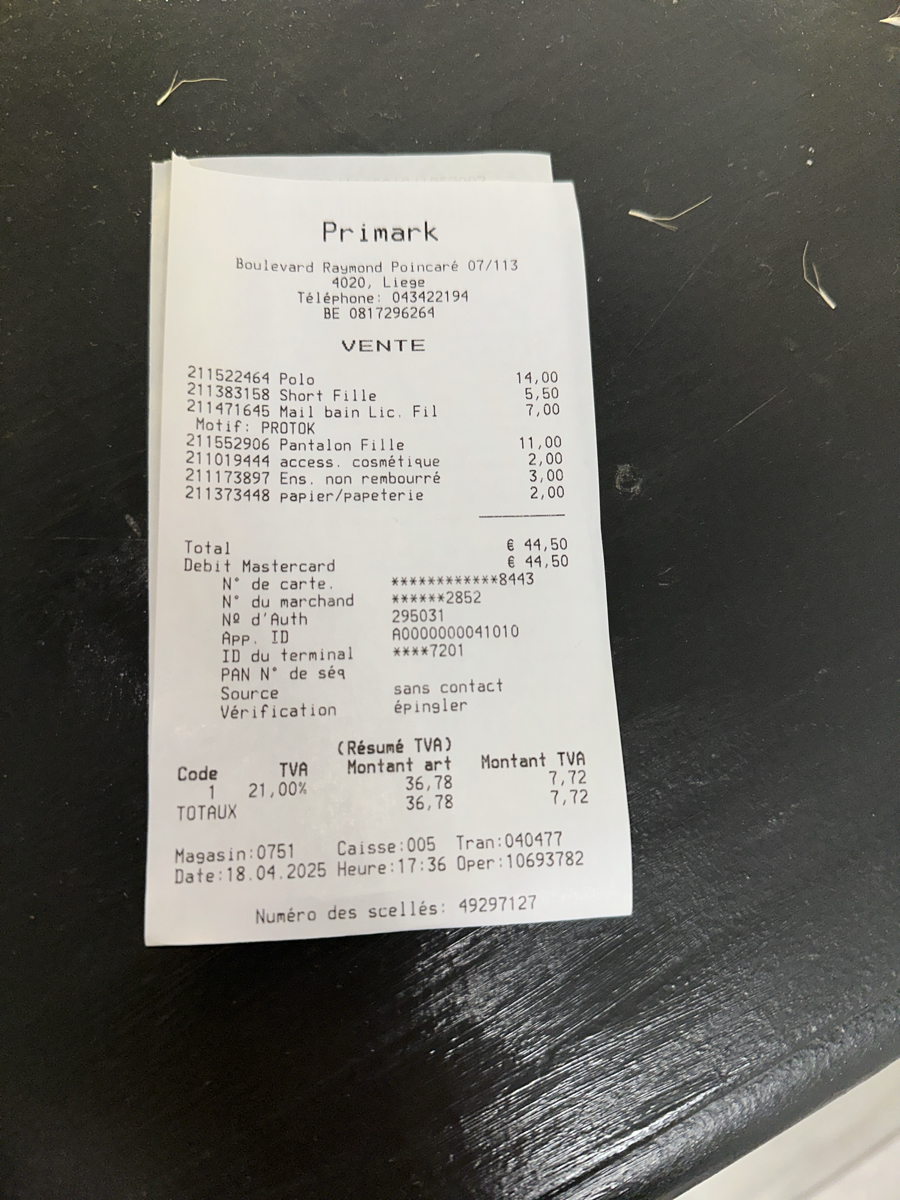 Primark
Boulevard Raymond Poincaré 07/113
4020, Liege
Téléphone: 043422194
BE 0817296264
VENTE
211522464 Polo 14,00
211383158 Short Fille 5,50
211471645 Mail bain Lic. Fil 7,00
Motif: PROTOK
211552906 Pantalon Fille 11,00
211019444 access. cosmétique 2,00
211173897 Ens. non rembourré 3,00
211373448 papier/papeterie 2,00
Total € 44,50
Debit Mastercard € 44,50
N° de carte. ************8443
N° du marchand ******2852
Nº d'Auth 295031
App. ID A0000000041010
ID du terminal ****7201
PAN N° de séq
Source sans contact
Vérification épingler
(Résumé TVA)
Code TVA Montant art Montant TVA
1 21,00% 36,78 7,72
TOTAUX 36,78 7,72
Magasin:0751 Caisse:005 Tran:040477
Date:18.04.2025 Heure:17:36 Oper:10693782
Numéro des scellés: 49297127